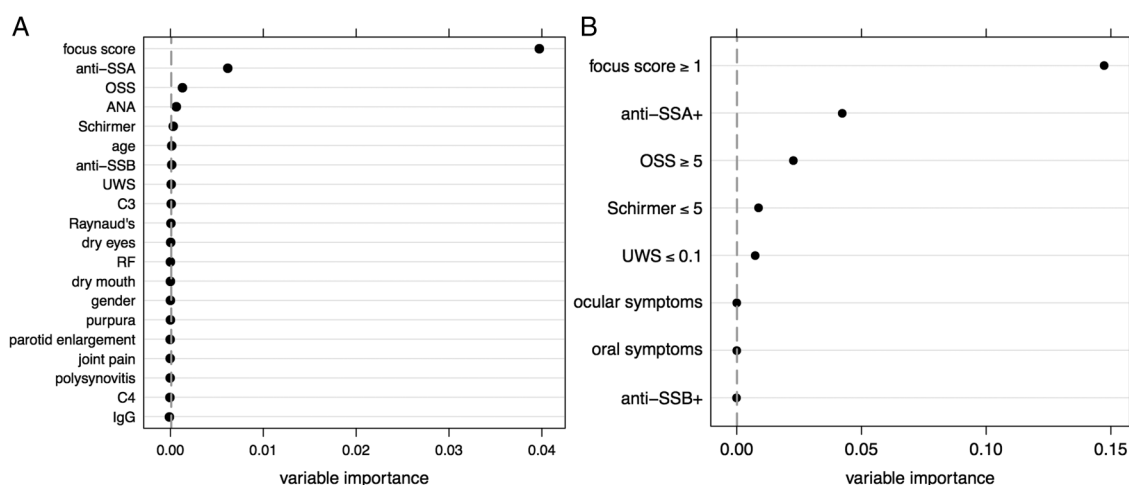 A
focus score
anti−SSA
OSS
ANA
Schirmer
age
anti−SSB
UWS
C3
Raynaud's
dry eyes
RF
dry mouth
gender
purpura
parotid enlargement
joint pain
polysynovitis
C4
IgG
0.00 0.01 0.02 0.03 0.04
variable importance
B
focus score ≥ 1
anti−SSA+
OSS ≥ 5
Schirmer ≤ 5
UWS ≤ 0.1
ocular symptoms
oral symptoms
anti−SSB+
0.00 0.05 0.10 0.15
variable importance